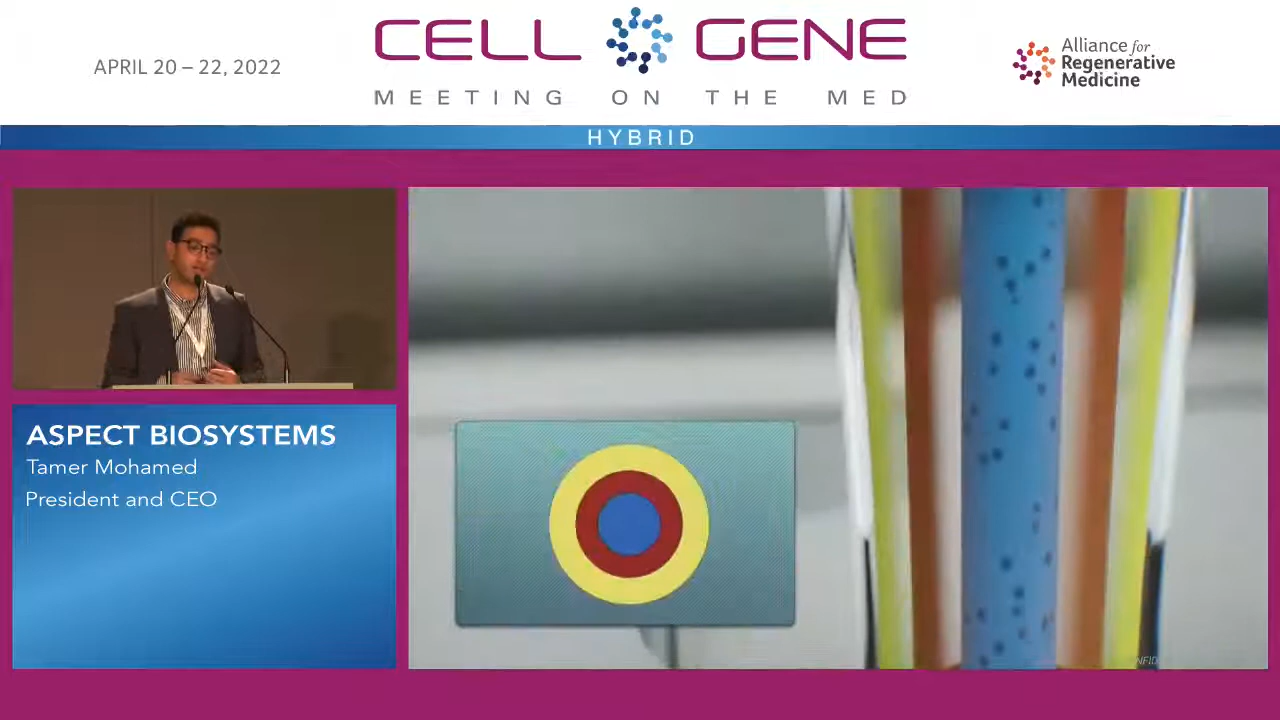 APRIL 20 – 22, 2022
CELL GENE
MEETING ON THE MED
Alliance for
Regenerative
Medicine
HYBRID
ASPECT BIOSYSTEMS
Tamer Mohamed
President and CEO